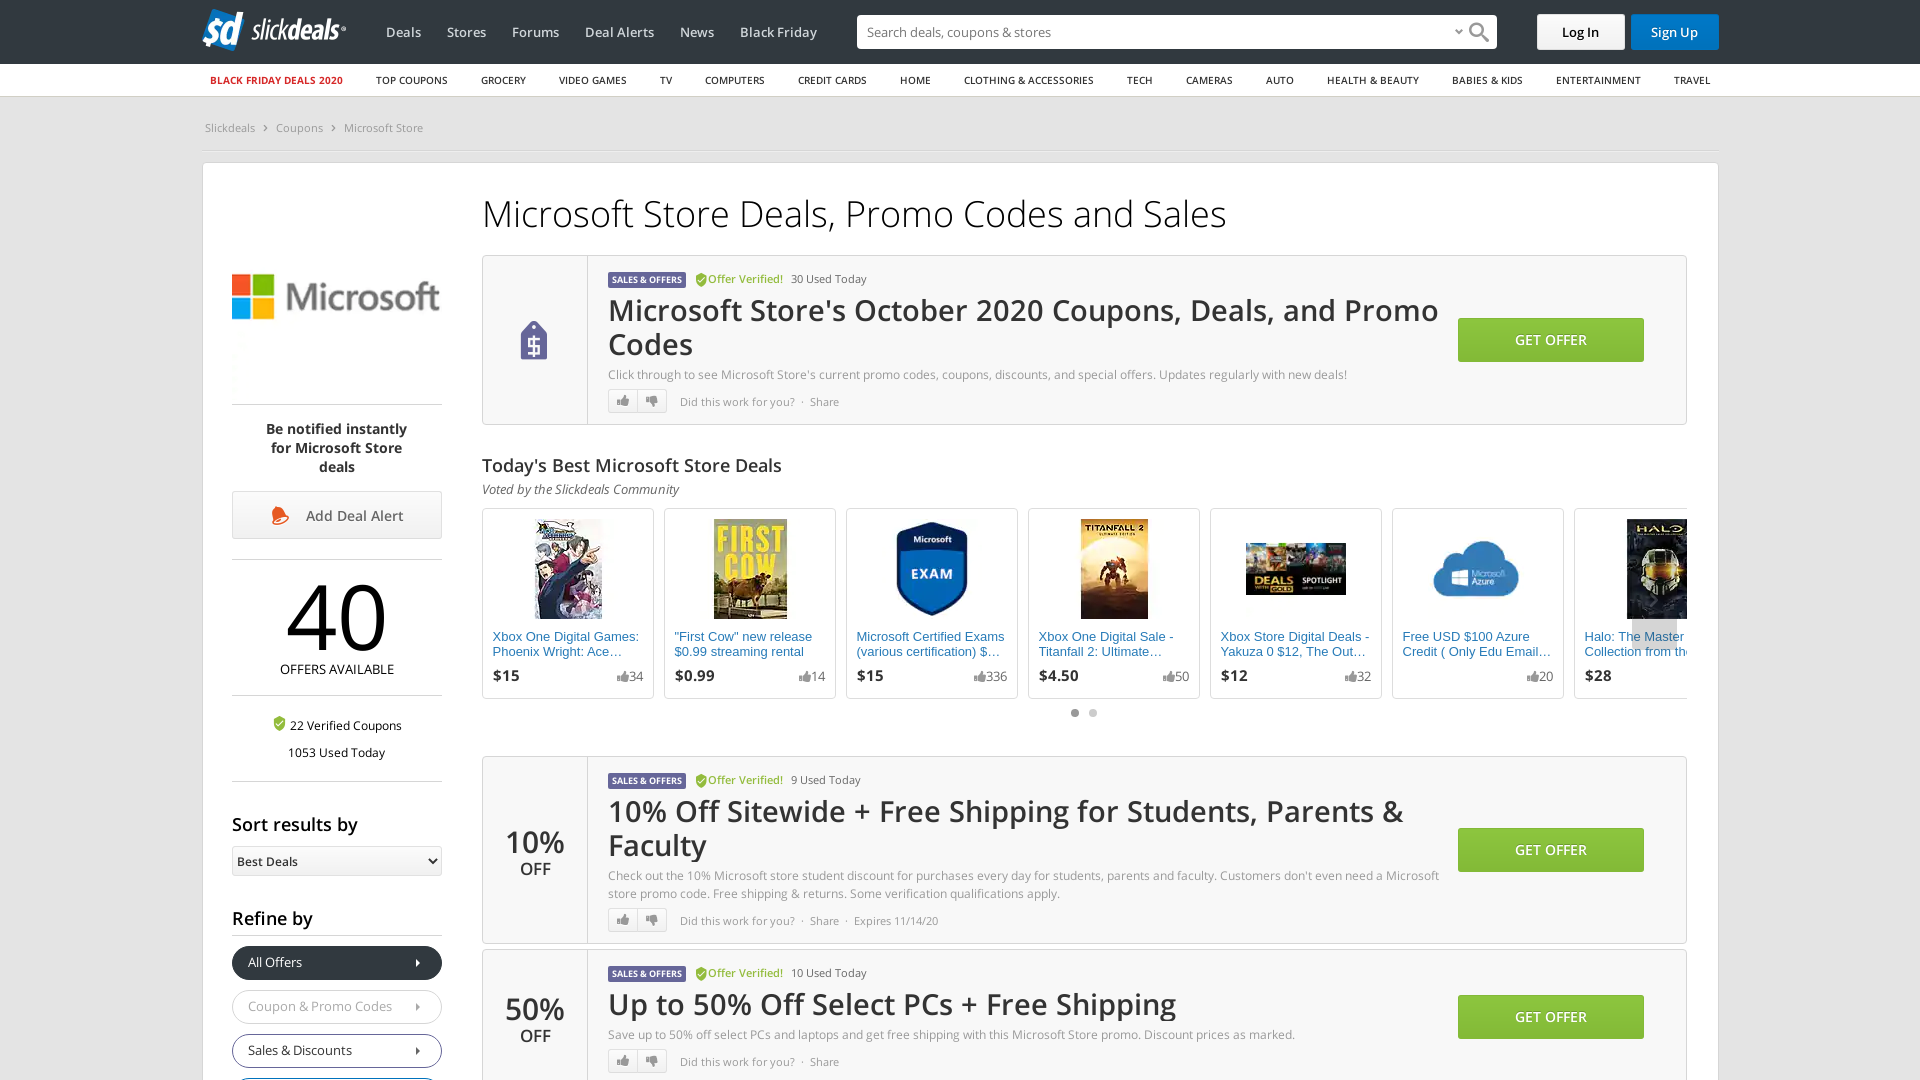 sd slickdeals
Deals Stores Forums Deal Alerts News Black Friday
Search deals, coupons & stores
Log In Sign Up
BLACK FRIDAY DEALS 2020 TOP COUPONS GROCERY VIDEO GAMES TV COMPUTERS CREDIT CARDS HOME CLOTHING & ACCESSORIES TECH CAMERAS AUTO HEALTH & BEAUTY BABIES & KIDS ENTERTAINMENT TRAVEL
Slickdeals > Coupons > Microsoft Store
Microsoft
Be notified instantly
for Microsoft Store
deals
Add Deal Alert
40
OFFERS AVAILABLE
22 Verified Coupons
1053 Used Today
Sort results by
Best Deals
Refine by
All Offers
Coupon & Promo Codes
Sales & Discounts
Microsoft Store Deals, Promo Codes and Sales
SALES & OFFERS Offer Verified! 30 Used Today
Microsoft Store's October 2020 Coupons, Deals, and Promo
Codes
Click through to see Microsoft Store's current promo codes, coupons, discounts, and special offers. Updates regularly with new deals!
Did this work for you? · Share
GET OFFER
Today's Best Microsoft Store Deals
Voted by the Slickdeals Community
Xbox One Digital Games:
Phoenix Wright: Ace…
$15 34
FIRST
COW
"First Cow" new release
$0.99 streaming rental
$0.99 14
Microsoft
EXAM
Microsoft Certified Exams
(various certification) $…
$15 336
TITANFALL 2
Xbox One Digital Sale -
Titanfall 2: Ultimate…
$4.50 50
DEALS
WITH GOLD
SPOTLIGHT
Xbox Store Digital Deals -
Yakuza 0 $12, The Out…
$12 32
Microsoft
Azure
Free USD $100 Azure
Credit ( Only Edu Email…
20
HALO
Halo: The Master
Collection from the
$28
SALES & OFFERS Offer Verified! 9 Used Today
10%
OFF
10% Off Sitewide + Free Shipping for Students, Parents &
Faculty
Check out the 10% Microsoft store student discount for purchases every day for students, parents and faculty. Customers don't even need a Microsoft
store promo code. Free shipping & returns. Some verification qualifications apply.
Did this work for you? · Share · Expires 11/14/20
GET OFFER
SALES & OFFERS Offer Verified! 10 Used Today
50%
OFF
Up to 50% Off Select PCs + Free Shipping
Save up to 50% off select PCs and laptops and get free shipping with this Microsoft Store promo. Discount prices as marked.
Did this work for you? · Share
GET OFFER